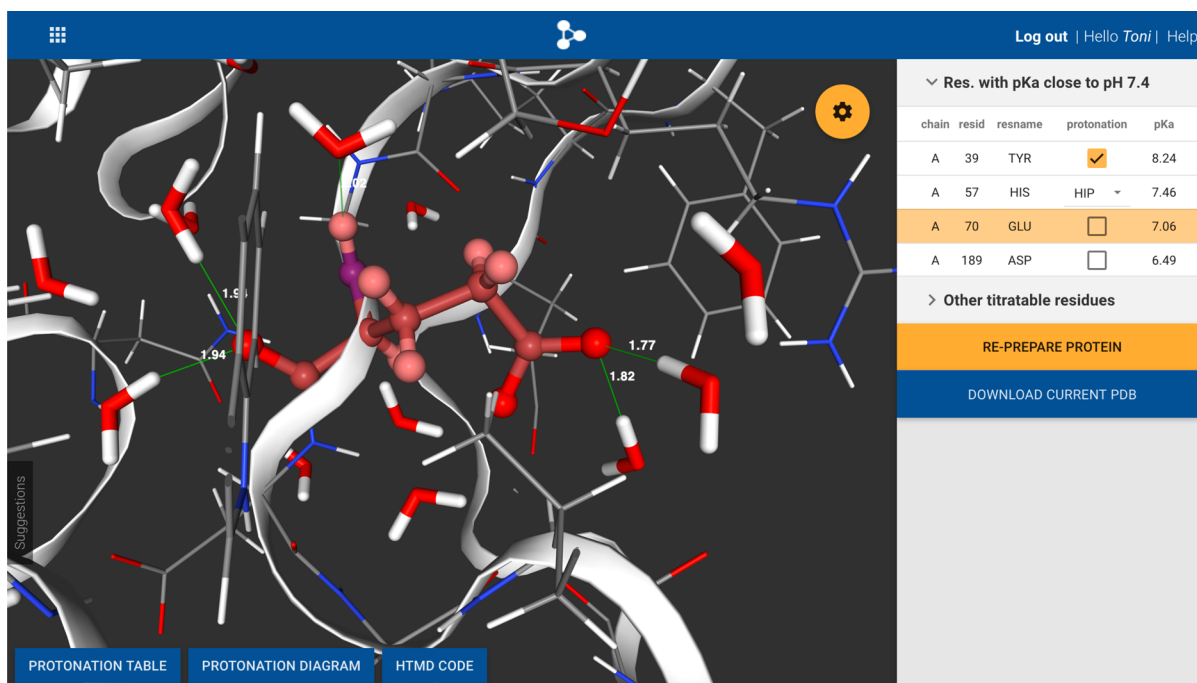 Log out | Hello Toni | Help
Res. with pKa close to pH 7.4
chain resid resname protonation pKa
A 39 TYR 8.24
A 57 HIS HIP 7.46
A 70 GLU 7.06
A 189 ASP 6.49
Other titratable residues
RE-PREPARE PROTEIN
DOWNLOAD CURRENT PDB
1.94
1.77
1.82
Suggestions
PROTONATION TABLE PROTONATION DIAGRAM HTMD CODE